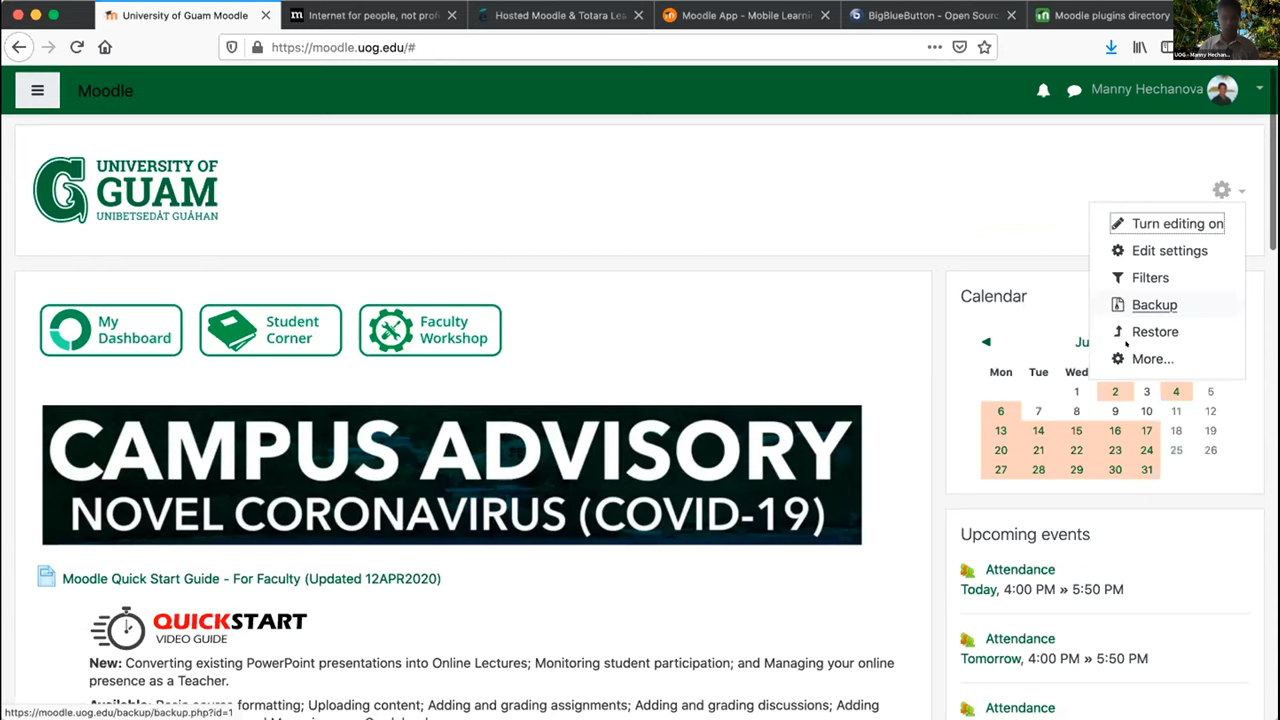 University of Guam Moodle
Internet for people, not prof
Hosted Moodle & Totara Lea
Moodle App - Mobile Learnin
BigBlueButton - Open Sourc
Moodle plugins directory
https://moodle.uog.edu/#
UOG - Manny Hechan...
Moodle
Manny Hechanova
UNIVERSITY OF
GUAM
UNIBETSEDÅT GUÅHAN
Turn editing on
Edit settings
Filters
Backup
Restore
More...
My
Dashboard
Student
Corner
Faculty
Workshop
CAMPUS ADVISORY
NOVEL CORONAVIRUS (COVID-19)
Moodle Quick Start Guide - For Faculty (Updated 12APR2020)
QUICKSTART
VIDEO GUIDE
New: Converting existing PowerPoint presentations into Online Lectures; Monitoring student participation; and Managing your online
presence as a Teacher.
formatting; Uploading content; Adding and grading assignments; Adding and grading discussions; Adding
Calendar
◄ Ju
Mon Tue Wed
1 2 3 4 5
6 7 8 9 10 11 12
13 14 15 16 17 18 19
20 21 22 23 24 25 26
27 28 29 30 31
Upcoming events
Attendance
Today, 4:00 PM » 5:50 PM
Attendance
Tomorrow, 4:00 PM » 5:50 PM
Attendance
https://moodle.uog.edu/backup/backup.php?id=1